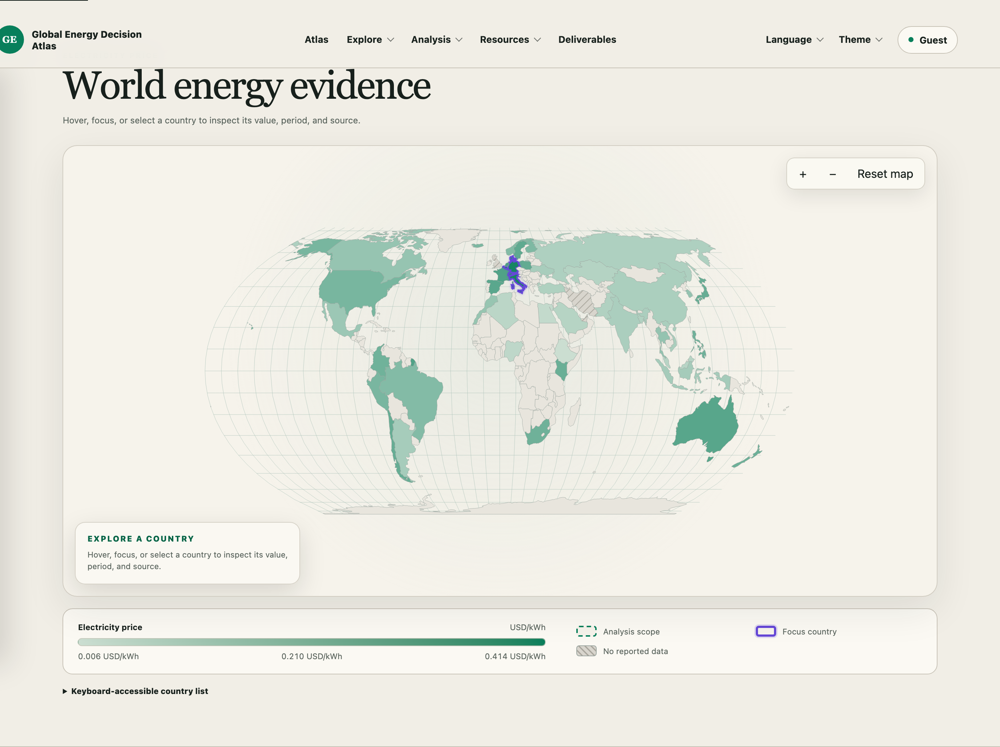 GE
Global Energy Decision
Atlas
Atlas
Explore
Analysis
Resources
Deliverables
Language
Theme
Guest
World energy evidence
Hover, focus, or select a country to inspect its value, period, and source.
+
−
Reset map
EXPLORE A COUNTRY
Hover, focus, or select a country to inspect its value,
period, and source.
Electricity price
USD/kWh
0.006 USD/kWh
0.210 USD/kWh
0.414 USD/kWh
Analysis scope
Focus country
No reported data
Keyboard-accessible country list